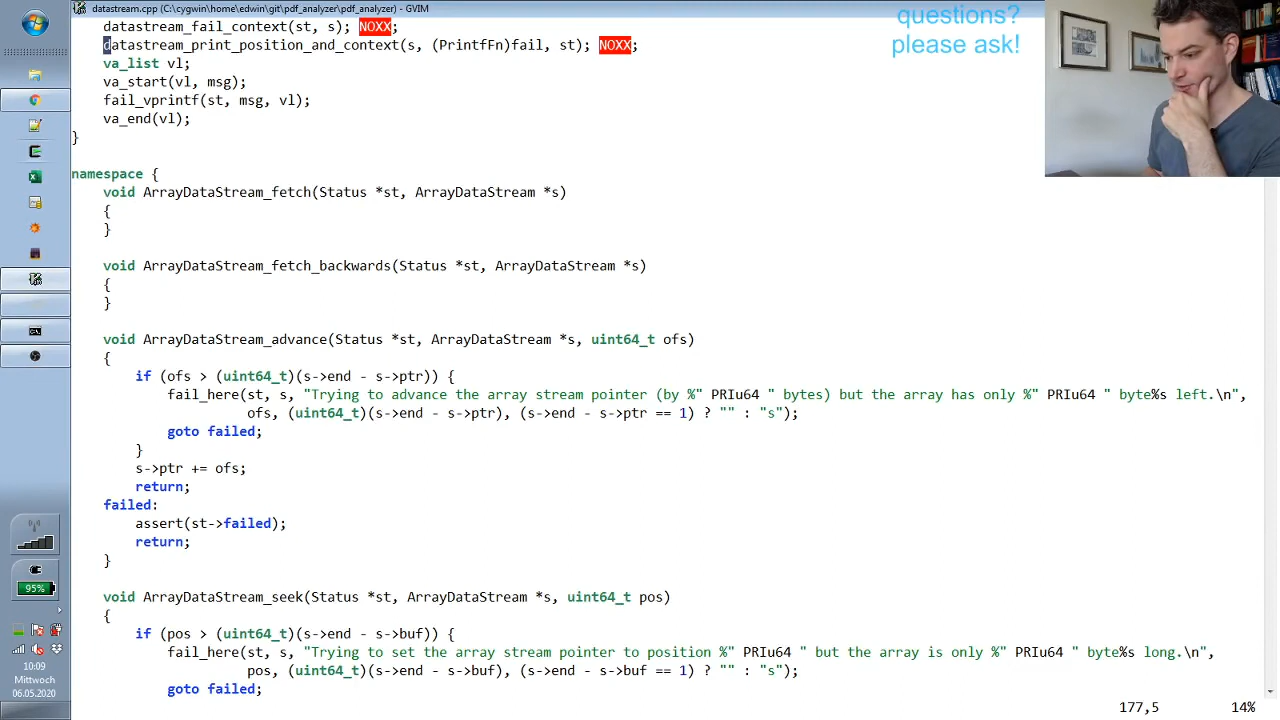 datastream.cpp (C:\cygwin\home\edwin\git\pdf_analyzer\pdf_analyzer) - GVIM
questions?
please ask!
datastream_fail_context(st, s); NOXX;
datastream_print_position_and_context(s, (PrintfFn)fail, st); NOXX;
va_list vl;
va_start(vl, msg);
fail_vprintf(st, msg, vl);
va_end(vl);
}
namespace {
void ArrayDataStream_fetch(Status *st, ArrayDataStream *s)
{
}
void ArrayDataStream_fetch_backwards(Status *st, ArrayDataStream *s)
{
}
void ArrayDataStream_advance(Status *st, ArrayDataStream *s, uint64_t ofs)
{
if (ofs > (uint64_t)(s->end - s->ptr)) {
fail_here(st, s, "Trying to advance the array stream pointer (by %" PRIu64 " bytes) but the array has only %" PRIu64 " byte%s left.\n",
ofs, (uint64_t)(s->end - s->ptr), (s->end - s->ptr == 1) ? "" : "s");
goto failed;
}
s->ptr += ofs;
return;
failed:
assert(st->failed);
return;
}
void ArrayDataStream_seek(Status *st, ArrayDataStream *s, uint64_t pos)
{
if (pos > (uint64_t)(s->end - s->buf)) {
fail_here(st, s, "Trying to set the array stream pointer to position %" PRIu64 " but the array is only %" PRIu64 " byte%s long.\n",
pos, (uint64_t)(s->end - s->buf), (s->end - s->buf == 1) ? "" : "s");
goto failed;
177,5 14%
95%
10:09
Mittwoch
06.05.2020